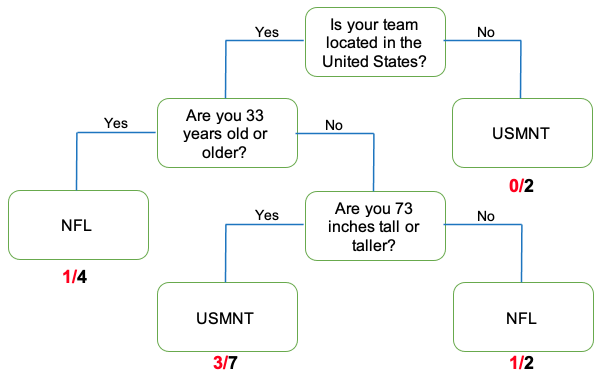 Is your team
located in the
United States?
Yes
No
Are you 33
years old or
older?
USMNT
Yes
No
0/2
NFL
Are you 73
inches tall or
taller?
1/4
Yes
No
USMNT
NFL
3/7
1/2